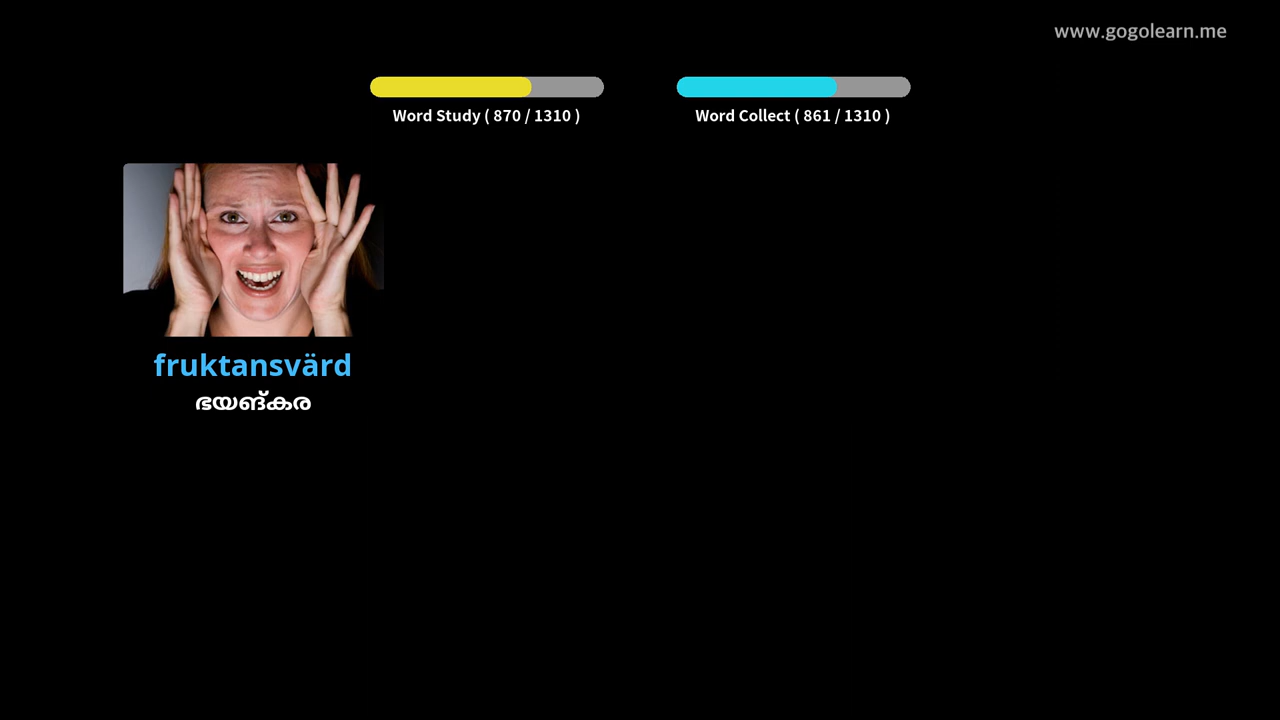 www.gogolearn.me
Word Study ( 870 / 1310 )
Word Collect ( 861 / 1310 )
fruktansvärd
ഭയങ്കര